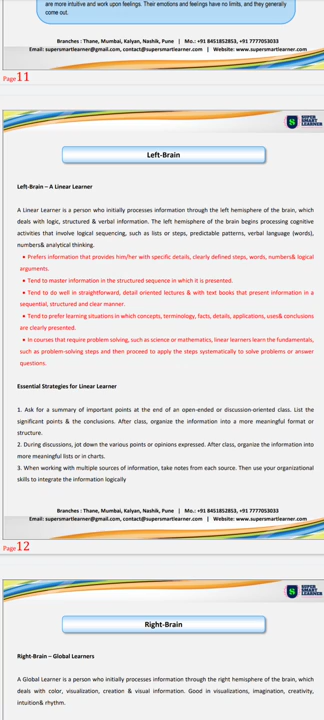 are more intuitive and work upon feelings. Their emotions and feelings have no limits, and they generally
come out.
Branches : Thane, Mumbai, Kalyan, Nashik, Pune | Mo.: +91 8451852853, +91 7777053033
Email: supersmartlearner@gmail.com, contact@supersmartlearner.com | Website: www.supersmartlearner.com
Page 11
S SUPER
SMART
LEARNER
Left-Brain
Left-Brain – A Linear Learner
A Linear Learner is a person who initially processes information through the left hemisphere of the brain, which
deals with logic, structured & verbal information. The left hemisphere of the brain begins processing cognitive
activities that involve logical sequencing, such as lists or steps, predictable patterns, verbal language (words),
numbers& analytical thinking.
• Prefers information that provides him/her with specific details, clearly defined steps, words, numbers& logical
arguments.
• Tend to master information in the structured sequence in which it is presented.
• Tend to do well in straightforward, detail oriented lectures & with text books that present information in a
sequential, structured and clear manner.
• Tend to prefer learning situations in which concepts, terminology, facts, details, applications, uses& conclusions
are clearly presented.
• In courses that require problem solving, such as science or mathematics, linear learners learn the fundamentals,
such as problem-solving steps and then proceed to apply the steps systematically to solve problems or answer
questions.
Essential Strategies for Linear Learner
1. Ask for a summary of important points at the end of an open-ended or discussion-oriented class. List the
significant points & the conclusions. After class, organize the information into a more meaningful format or
structure.
2. During discussions, jot down the various points or opinions expressed. After class, organize the information into
more meaningful lists or in charts.
3. When working with multiple sources of information, take notes from each source. Then use your organizational
skills to integrate the information logically
Branches : Thane, Mumbai, Kalyan, Nashik, Pune | Mo.: +91 8451852853, +91 7777053033
Email: supersmartlearner@gmail.com, contact@supersmartlearner.com | Website: www.supersmartlearner.com
Page 12
S SUPER
SMART
LEARNER
Right-Brain
Right-Brain – Global Learners
A Global Learner is a person who initially processes information through the right hemisphere of the brain, which
deals with color, visualization, creation & visual information. Good in visualizations, imagination, creativity,
intuition& rhythm.